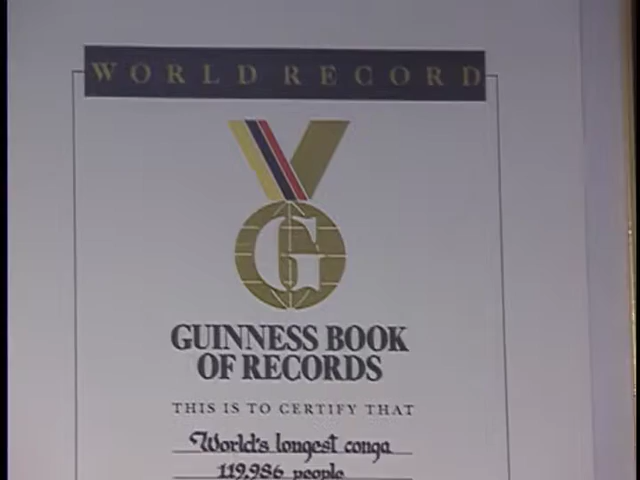 WORLD RECORD
G
GUINNESS BOOK
OF RECORDS
THIS IS TO CERTIFY THAT
World's longest conga
119,986 people